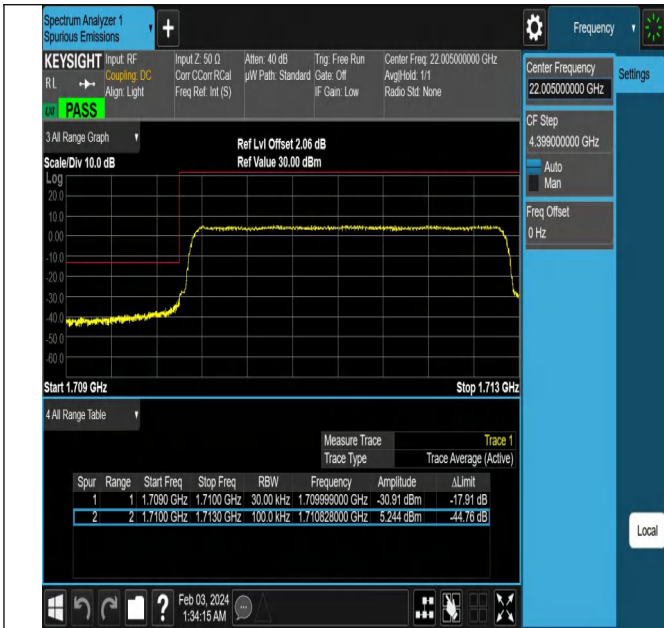 Spectrum Analyzer 1
Spurious Emissions
Frequency
KEYSIGHT
RL
PASS
Input: RF
Coupling: DC
Align: Light
Input Z: 50 Ω
Corr CCorr RCal
Freq Ref: Int (S)
Atten: 40 dB
µW Path: Standard
Trig: Free Run
Gate: Off
IF Gain: Low
Center Freq: 22.005000000 GHz
Avg|Hold: 1/1
Radio Std: None
Center Frequency
22.005000000 GHz
Settings
CF Step
4.399000000 GHz
Auto
Man
Freq Offset
0 Hz
3 All Range Graph
Scale/Div 10.0 dB
Ref Lvl Offset 2.06 dB
Ref Value 30.00 dBm
Log
20.0
10.0
0.00
-10.0
-20.0
-30.0
-40.0
-50.0
-60.0
Start 1.709 GHz
Stop 1.713 GHz
4 All Range Table
Measure Trace Trace 1
Trace Type Trace Average (Active)
Spur Range Start Freq Stop Freq RBW Frequency Amplitude ΔLimit
1 1 1.7090 GHz 1.7100 GHz 30.00 kHz 1.709999000 GHz -30.91 dBm -17.91 dB
2 2 1.7100 GHz 1.7130 GHz 100.0 kHz 1.710828000 GHz 5.244 dBm -44.76 dB
Local
?
Feb 03, 2024
1:34:15 AM